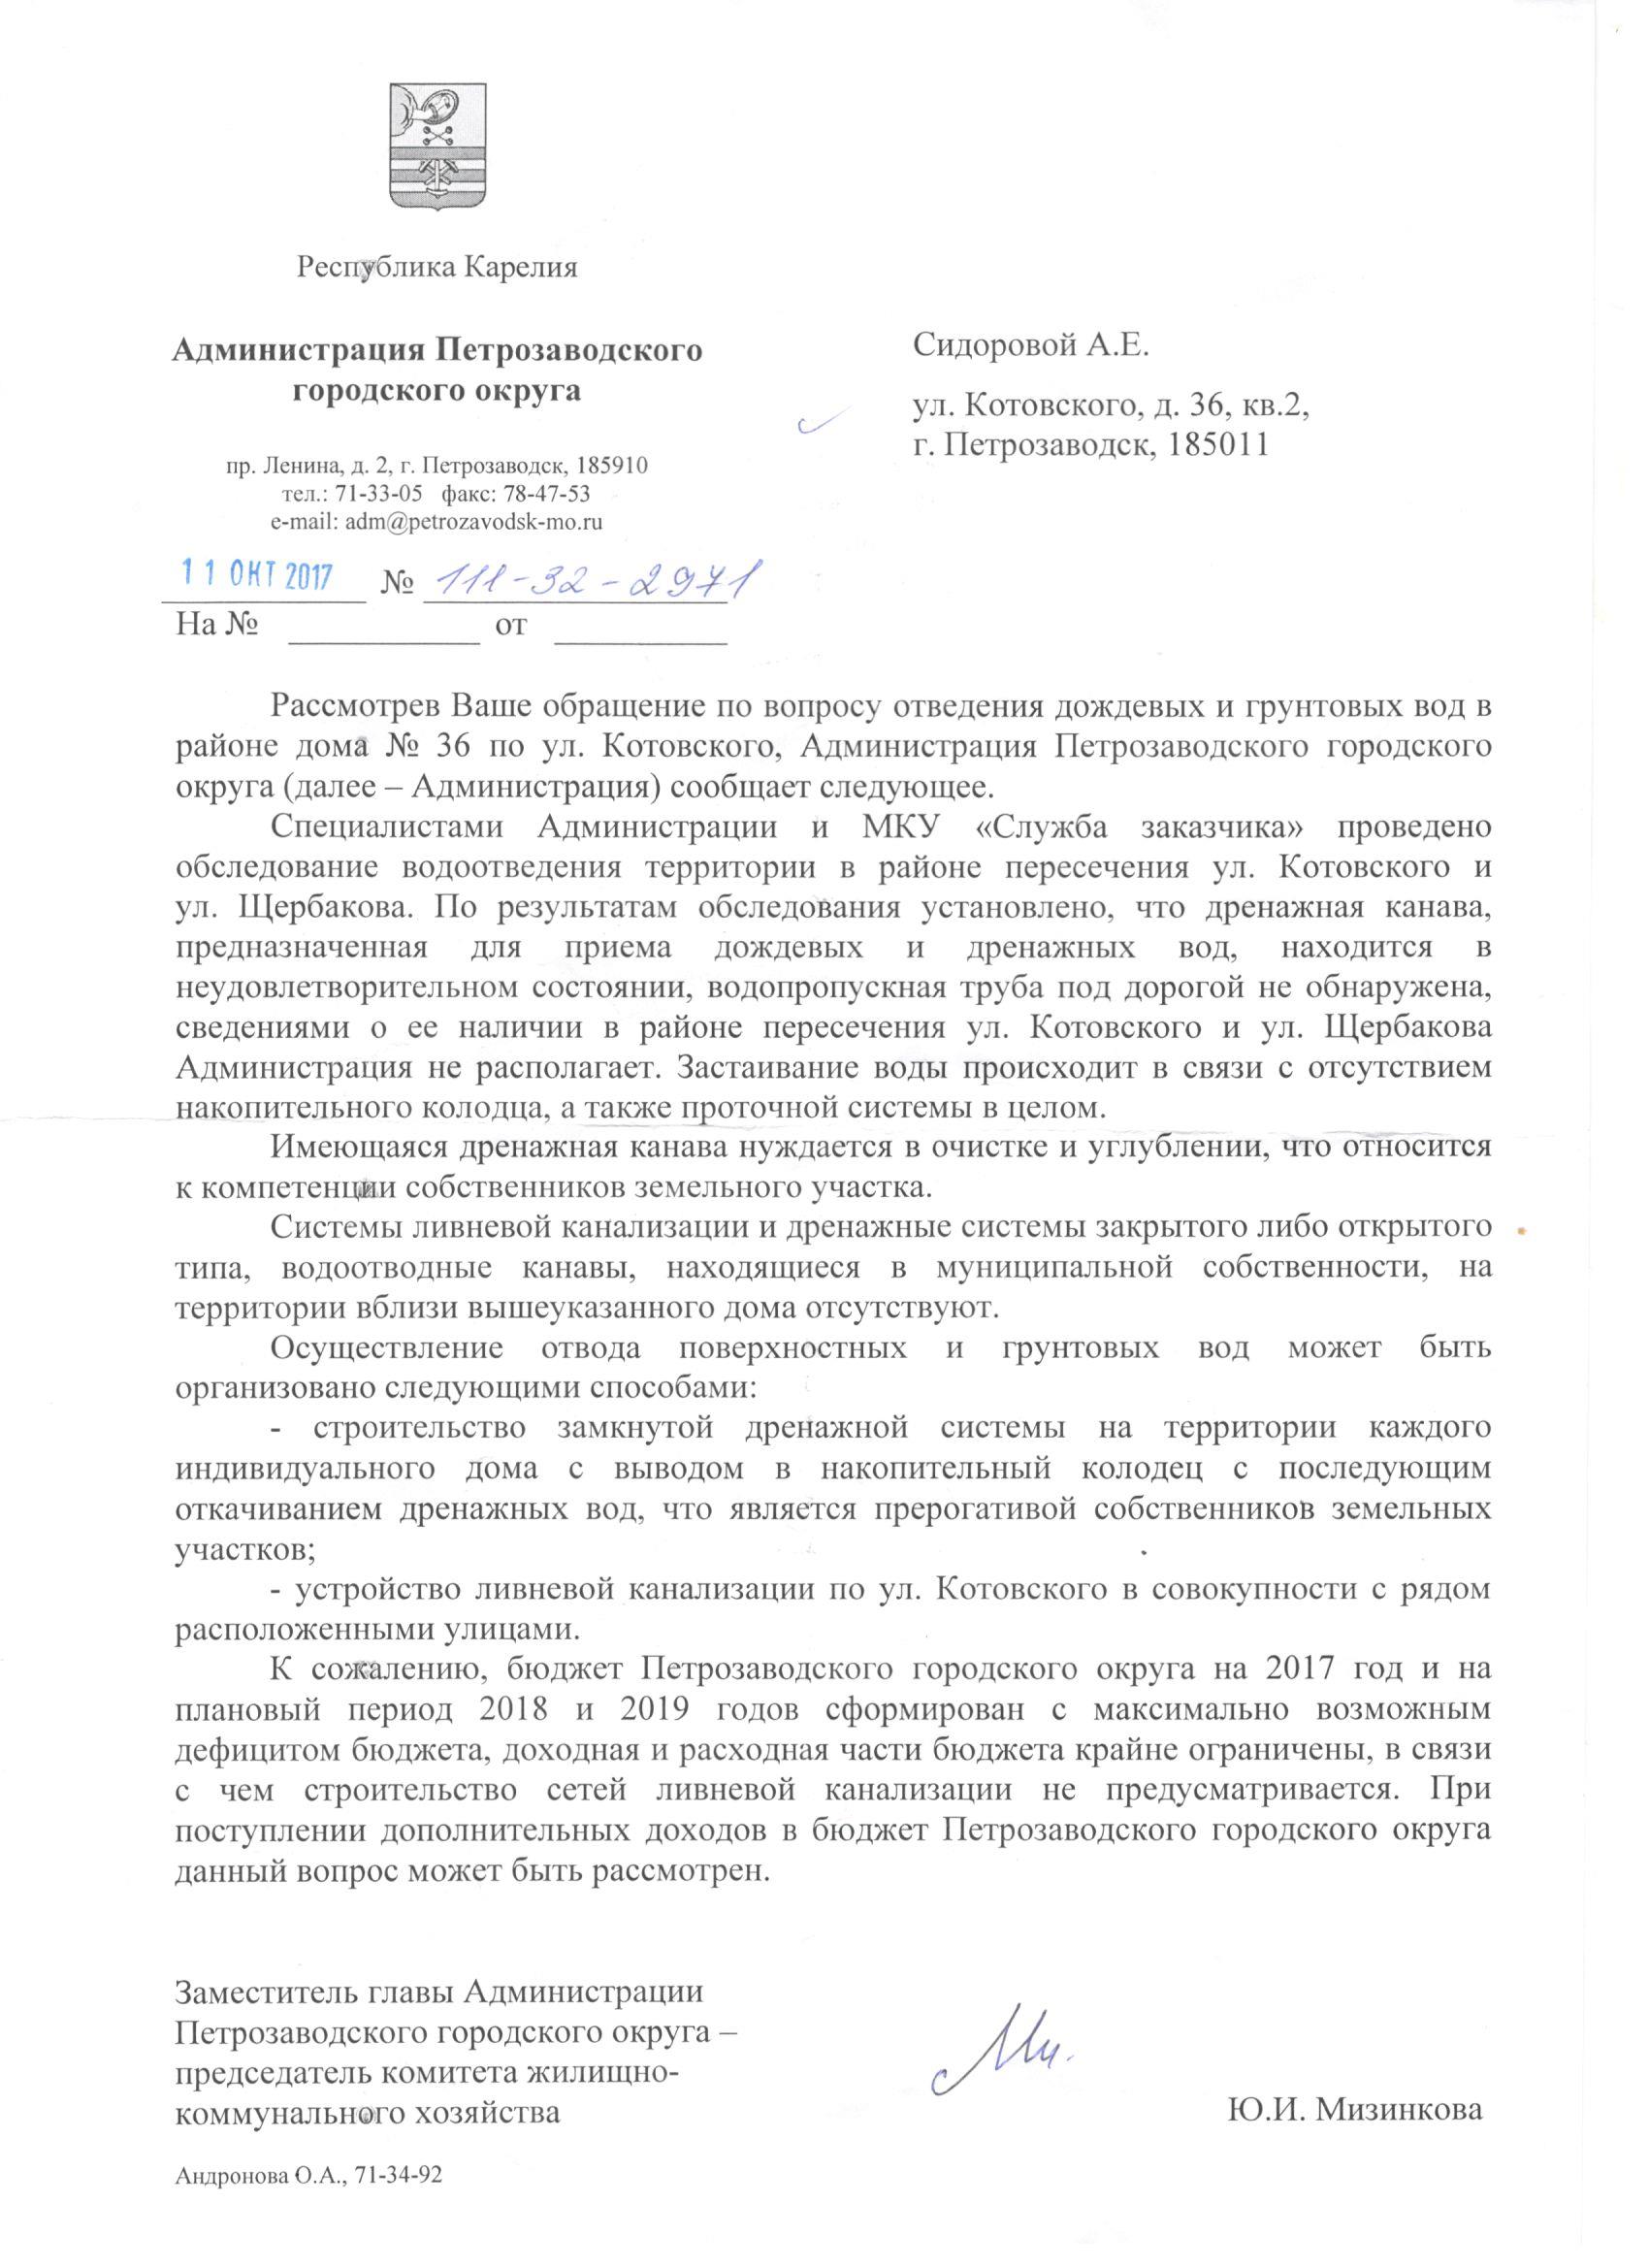 Республика Карелия
Администрация Петрозаводского
городского округа
пр. Ленина, д. 2, г. Петрозаводск, 185910
тел.: 71-33-05 факс: 78-47-53
e-mail: adm@petrozavodsk-mo.ru
11 ОКТ 2017 № 111-32-2971
На № ____________ от ____________
Сидоровой А.Е.
ул. Котовского, д. 36, кв.2,
г. Петрозаводск, 185011
Рассмотрев Ваше обращение по вопросу отведения дождевых и грунтовых вод в
районе дома № 36 по ул. Котовского, Администрация Петрозаводского городского
округа (далее – Администрация) сообщает следующее.
Специалистами Администрации и МКУ «Служба заказчика» проведено
обследование водоотведения территории в районе пересечения ул. Котовского и
ул. Щербакова. По результатам обследования установлено, что дренажная канава,
предназначенная для приема дождевых и дренажных вод, находится в
неудовлетворительном состоянии, водопропускная труба под дорогой не обнаружена,
сведениями о ее наличии в районе пересечения ул. Котовского и ул. Щербакова
Администрация не располагает. Застаивание воды происходит в связи с отсутствием
накопительного колодца, а также проточной системы в целом.
Имеющаяся дренажная канава нуждается в очистке и углублении, что относится
к компетенции собственников земельного участка.
Системы ливневой канализации и дренажные системы закрытого либо открытого
типа, водоотводные канавы, находящиеся в муниципальной собственности, на
территории вблизи вышеуказанного дома отсутствуют.
Осуществление отвода поверхностных и грунтовых вод может быть
организовано следующими способами:
- строительство замкнутой дренажной системы на территории каждого
индивидуального дома с выводом в накопительный колодец с последующим
откачиванием дренажных вод, что является прерогативой собственников земельных
участков;
- устройство ливневой канализации по ул. Котовского в совокупности с рядом
расположенными улицами.
К сожалению, бюджет Петрозаводского городского округа на 2017 год и на
плановый период 2018 и 2019 годов сформирован с максимально возможным
дефицитом бюджета, доходная и расходная части бюджета крайне ограничены, в связи
с чем строительство сетей ливневой канализации не предусматривается. При
поступлении дополнительных доходов в бюджет Петрозаводского городского округа
данный вопрос может быть рассмотрен.
Заместитель главы Администрации
Петрозаводского городского округа –
председатель комитета жилищно-
коммунального хозяйства
Ю.И. Мизинкова
Андронова О.А., 71-34-92